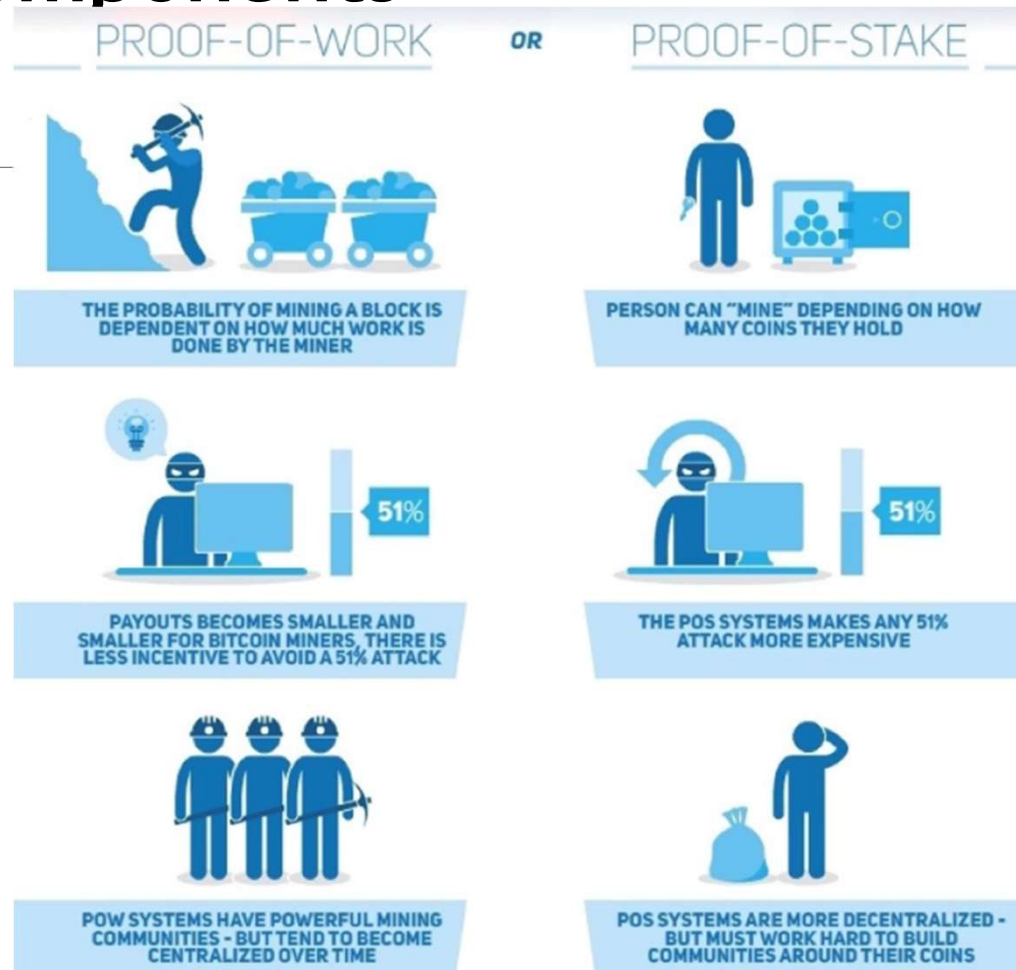 PROOF-OF-WORK OR PROOF-OF-STAKE
THE PROBABILITY OF MINING A BLOCK IS
DEPENDENT ON HOW MUCH WORK IS
DONE BY THE MINER
PERSON CAN “MINE” DEPENDING ON HOW
MANY COINS THEY HOLD
51%
51%
PAYOUTS BECOMES SMALLER AND
SMALLER FOR BITCOIN MINERS, THERE IS
LESS INCENTIVE TO AVOID A 51% ATTACK
THE POS SYSTEMS MAKES ANY 51%
ATTACK MORE EXPENSIVE
POW SYSTEMS HAVE POWERFUL MINING
COMMUNITIES - BUT TEND TO BECOME
CENTRALIZED OVER TIME
POS SYSTEMS ARE MORE DECENTRALIZED -
BUT MUST WORK HARD TO BUILD
COMMUNITIES AROUND THEIR COINS